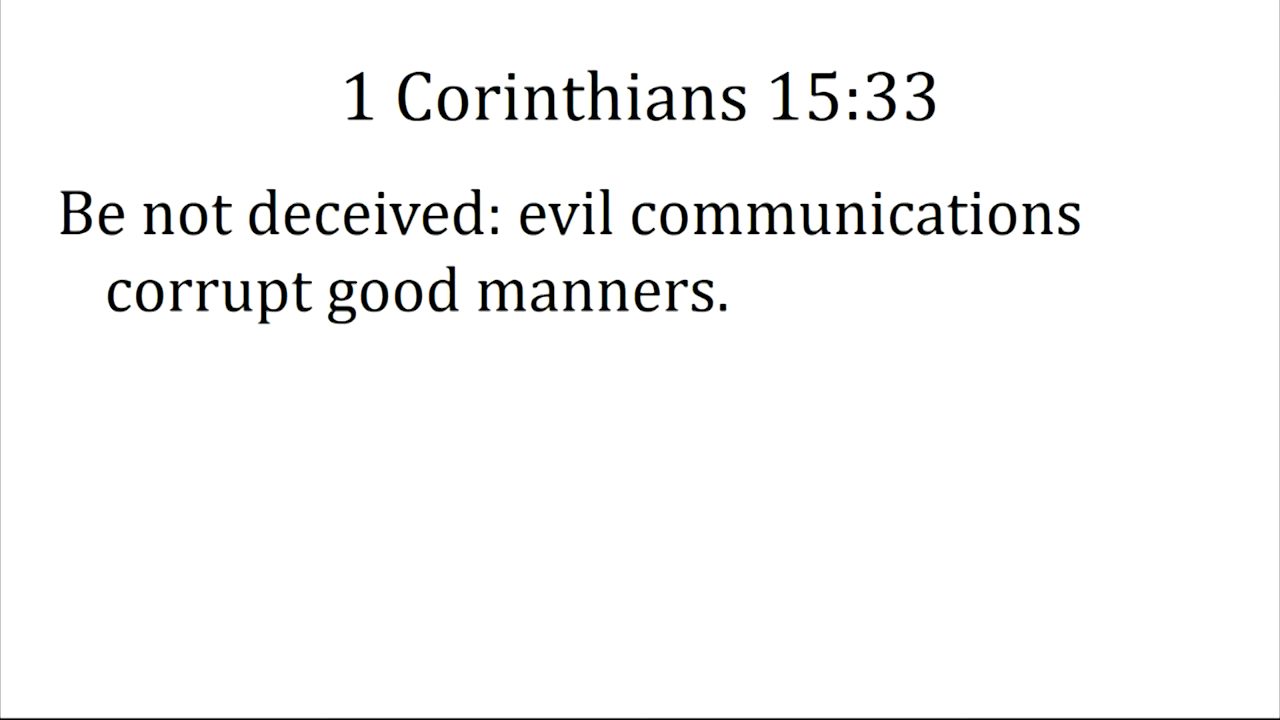 1 Corinthians 15:33
Be not deceived: evil communications
corrupt good manners.